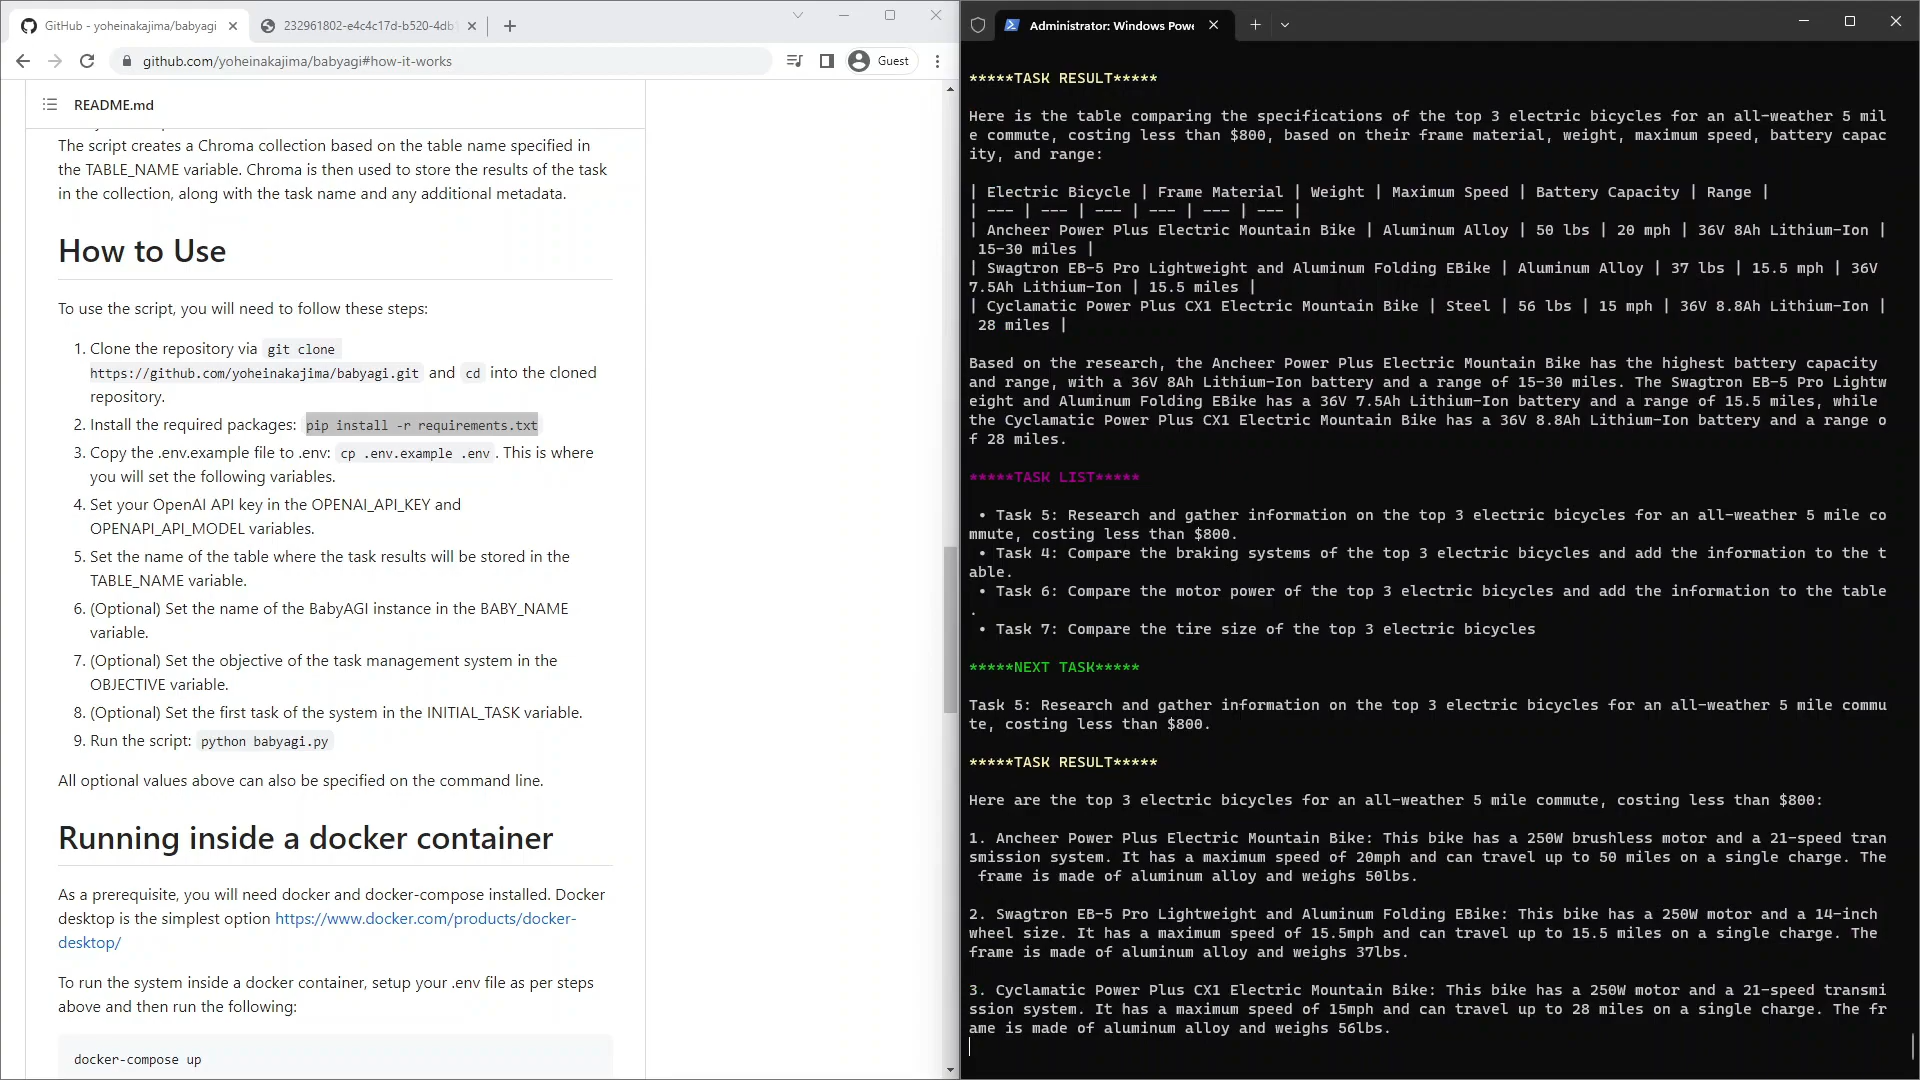 GitHub - yoheinakajima/babyagi
232961802-e4c4c17d-b520-4db
github.com/yoheinakajima/babyagi#how-it-works
Guest
README.md
The script creates a Chroma collection based on the table name specified in
the TABLE_NAME variable. Chroma is then used to store the results of the task
in the collection, along with the task name and any additional metadata.
How to Use
To use the script, you will need to follow these steps:
1. Clone the repository via git clone
https://github.com/yoheinakajima/babyagi.git and cd into the cloned
repository.
2. Install the required packages: pip install -r requirements.txt
3. Copy the .env.example file to .env: cp .env.example .env. This is where
you will set the following variables.
4. Set your OpenAI API key in the OPENAI_API_KEY and
OPENAPI_API_MODEL variables.
5. Set the name of the table where the task results will be stored in the
TABLE_NAME variable.
6. (Optional) Set the name of the BabyAGI instance in the BABY_NAME
variable.
7. (Optional) Set the objective of the task management system in the
OBJECTIVE variable.
8. (Optional) Set the first task of the system in the INITIAL_TASK variable.
9. Run the script: python babyagi.py
All optional values above can also be specified on the command line.
Running inside a docker container
As a prerequisite, you will need docker and docker-compose installed. Docker
desktop is the simplest option https://www.docker.com/products/docker-
desktop/
To run the system inside a docker container, setup your .env file as per steps
above and then run the following:
docker-compose up
Administrator: Windows Powe
*****TASK RESULT*****
Here is the table comparing the specifications of the top 3 electric bicycles for an all-weather 5 mil
e commute, costing less than $800, based on their frame material, weight, maximum speed, battery capac
ity, and range:
| Electric Bicycle | Frame Material | Weight | Maximum Speed | Battery Capacity | Range |
| --- | --- | --- | --- | --- | --- |
| Ancheer Power Plus Electric Mountain Bike | Aluminum Alloy | 50 lbs | 20 mph | 36V 8Ah Lithium-Ion |
15-30 miles |
| Swagtron EB-5 Pro Lightweight and Aluminum Folding EBike | Aluminum Alloy | 37 lbs | 15.5 mph | 36V
7.5Ah Lithium-Ion | 15.5 miles |
| Cyclamatic Power Plus CX1 Electric Mountain Bike | Steel | 56 lbs | 15 mph | 36V 8.8Ah Lithium-Ion |
28 miles |
Based on the research, the Ancheer Power Plus Electric Mountain Bike has the highest battery capacity
and range, with a 36V 8Ah Lithium-Ion battery and a range of 15-30 miles. The Swagtron EB-5 Pro Lightw
eight and Aluminum Folding EBike has a 36V 7.5Ah Lithium-Ion battery and a range of 15.5 miles, while
the Cyclamatic Power Plus CX1 Electric Mountain Bike has a 36V 8.8Ah Lithium-Ion battery and a range o
f 28 miles.
*****TASK LIST*****
• Task 5: Research and gather information on the top 3 electric bicycles for an all-weather 5 mile co
mmute, costing less than $800.
• Task 4: Compare the braking systems of the top 3 electric bicycles and add the information to the t
able.
• Task 6: Compare the motor power of the top 3 electric bicycles and add the information to the table
.
• Task 7: Compare the tire size of the top 3 electric bicycles
*****NEXT TASK*****
Task 5: Research and gather information on the top 3 electric bicycles for an all-weather 5 mile commu
te, costing less than $800.
*****TASK RESULT*****
Here are the top 3 electric bicycles for an all-weather 5 mile commute, costing less than $800:
1. Ancheer Power Plus Electric Mountain Bike: This bike has a 250W brushless motor and a 21-speed tran
smission system. It has a maximum speed of 20mph and can travel up to 50 miles on a single charge. The
frame is made of aluminum alloy and weighs 50lbs.
2. Swagtron EB-5 Pro Lightweight and Aluminum Folding EBike: This bike has a 250W motor and a 14-inch
wheel size. It has a maximum speed of 15.5mph and can travel up to 15.5 miles on a single charge. The
frame is made of aluminum alloy and weighs 37lbs.
3. Cyclamatic Power Plus CX1 Electric Mountain Bike: This bike has a 250W motor and a 21-speed transmi
ssion system. It has a maximum speed of 15mph and can travel up to 28 miles on a single charge. The fr
ame is made of aluminum alloy and weighs 56lbs.